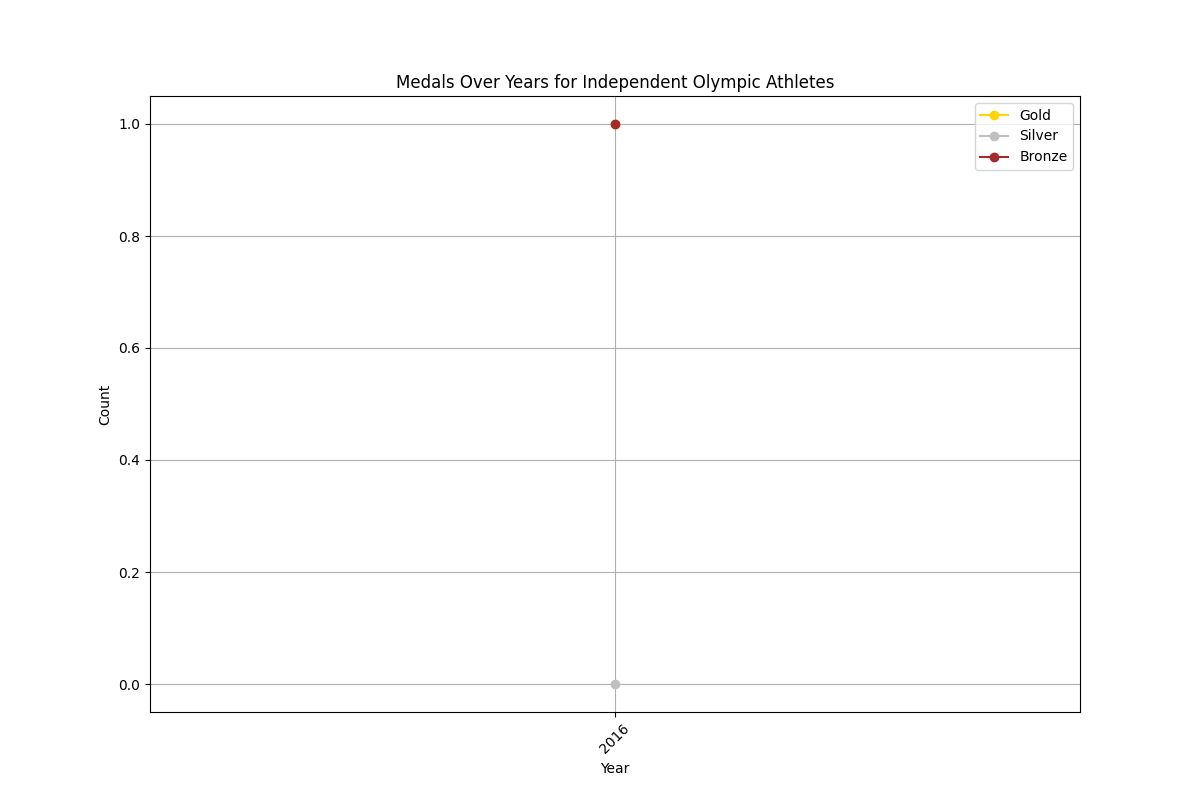 Medals Over Years for Independent Olympic Athletes
Gold
Silver
Bronze
1.0
0.8
0.6
0.4
0.2
0.0
Count
2016
Year